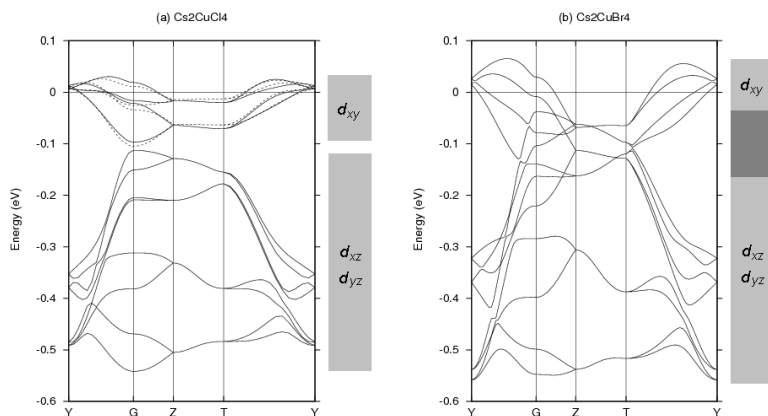 (a) Cs2CuCl4
0.1
0
-0.1
-0.2
-0.3
-0.4
-0.5
-0.6
Energy (eV)
Y G Z T Y
dxy
dxz
dyz
(b) Cs2CuBr4
0.1
0
-0.1
-0.2
-0.3
-0.4
-0.5
-0.6
Energy (eV)
Y G Z T Y
dxy
dxz
dyz